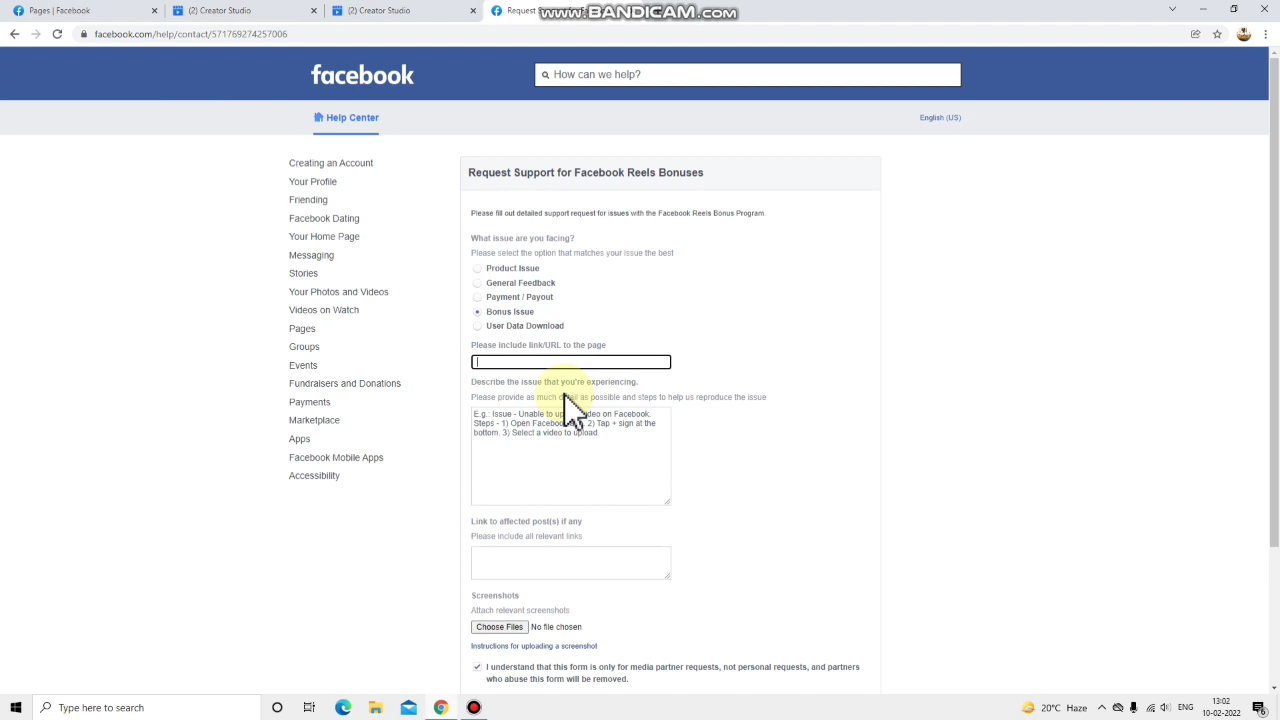 www.BANDICAM.com
Pages | Facebook
(2) Creator Studio
(2) Creator Studio
facebook.com/help/contact/571769274257006
facebook
How can we help?
Help Center
English (US)
Creating an Account
Your Profile
Friending
Facebook Dating
Your Home Page
Messaging
Stories
Your Photos and Videos
Videos on Watch
Pages
Groups
Events
Fundraisers and Donations
Payments
Marketplace
Apps
Facebook Mobile Apps
Accessibility
Request Support for Facebook Reels Bonuses
Please fill out detailed support request for issues with the Facebook Reels Bonus Program.
What issue are you facing?
Please select the option that matches your issue the best
Product Issue
General Feedback
Payment / Payout
Bonus Issue
User Data Download
Please include link/URL to the page
Describe the issue that you're experiencing.
Please provide as much detail as possible and steps to help us reproduce the issue
E.g.: Issue - Unable to video on Facebook.
Steps - 1) Open 2) Tap + sign at the
bottom. 3) Select a video to upload.
Link to affected post(s) if any
Please include all relevant links
Screenshots
Attach relevant screenshots
Choose Files No file chosen
Instructions for uploading a screenshot
I understand that this form is only for media partner requests, not personal requests, and partners
who abuse this form will be removed.
Type here to search
20°C Haze
ENG
13:02
10-02-2022
6